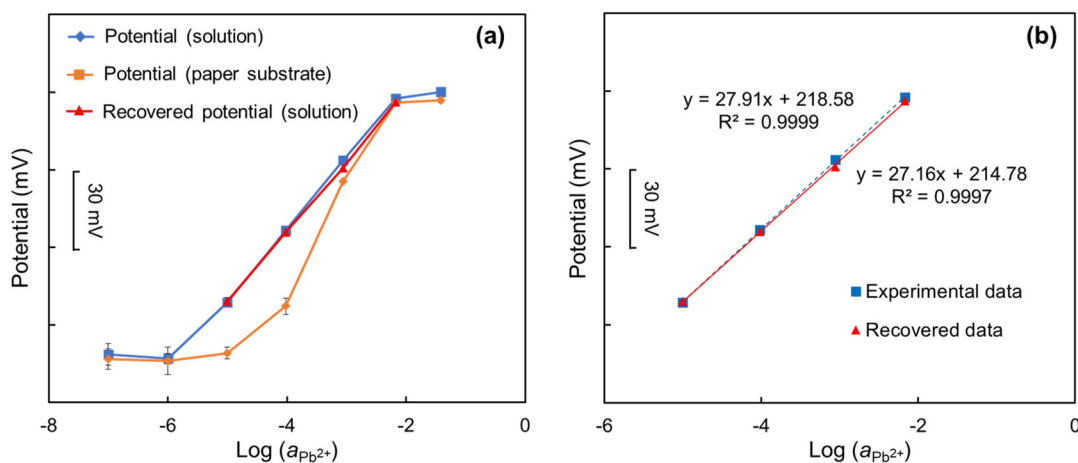 (a)
Potential (solution)
Potential (paper substrate)
Recovered potential (solution)
Potential (mV)
30 mV
-8
-6
-4
-2
0
Log (aPb²⁺)
(b)
y = 27.91x + 218.58
R² = 0.9999
y = 27.16x + 214.78
R² = 0.9997
Potential (mV)
30 mV
Experimental data
Recovered data
-6
-4
-2
0
Log (aPb²⁺)